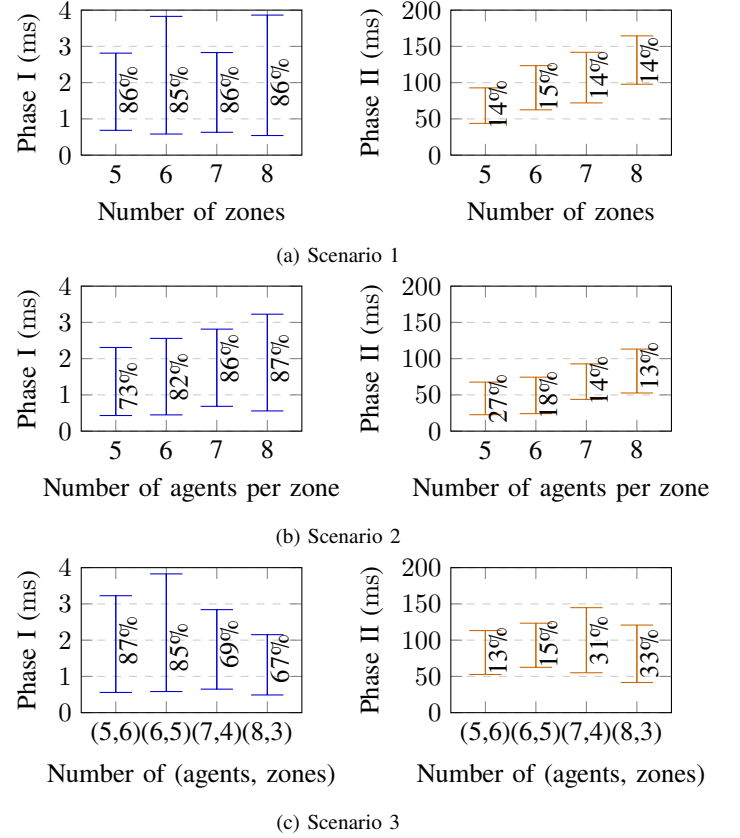 4
3
2
1
0
Phase I (ms)
86%
85%
86%
86%
5 6 7 8
Number of zones
200
150
100
50
0
Phase II (ms)
14%
15%
14%
14%
5 6 7 8
Number of zones
(a) Scenario 1
4
3
2
1
0
Phase I (ms)
73%
82%
86%
87%
5 6 7 8
Number of agents per zone
200
150
100
50
0
Phase II (ms)
27%
18%
14%
13%
5 6 7 8
Number of agents per zone
(b) Scenario 2
4
3
2
1
0
Phase I (ms)
87%
85%
69%
67%
(5,6)(6,5)(7,4)(8,3)
Number of (agents, zones)
200
150
100
50
0
Phase II (ms)
13%
15%
31%
33%
(5,6)(6,5)(7,4)(8,3)
Number of (agents, zones)
(c) Scenario 3